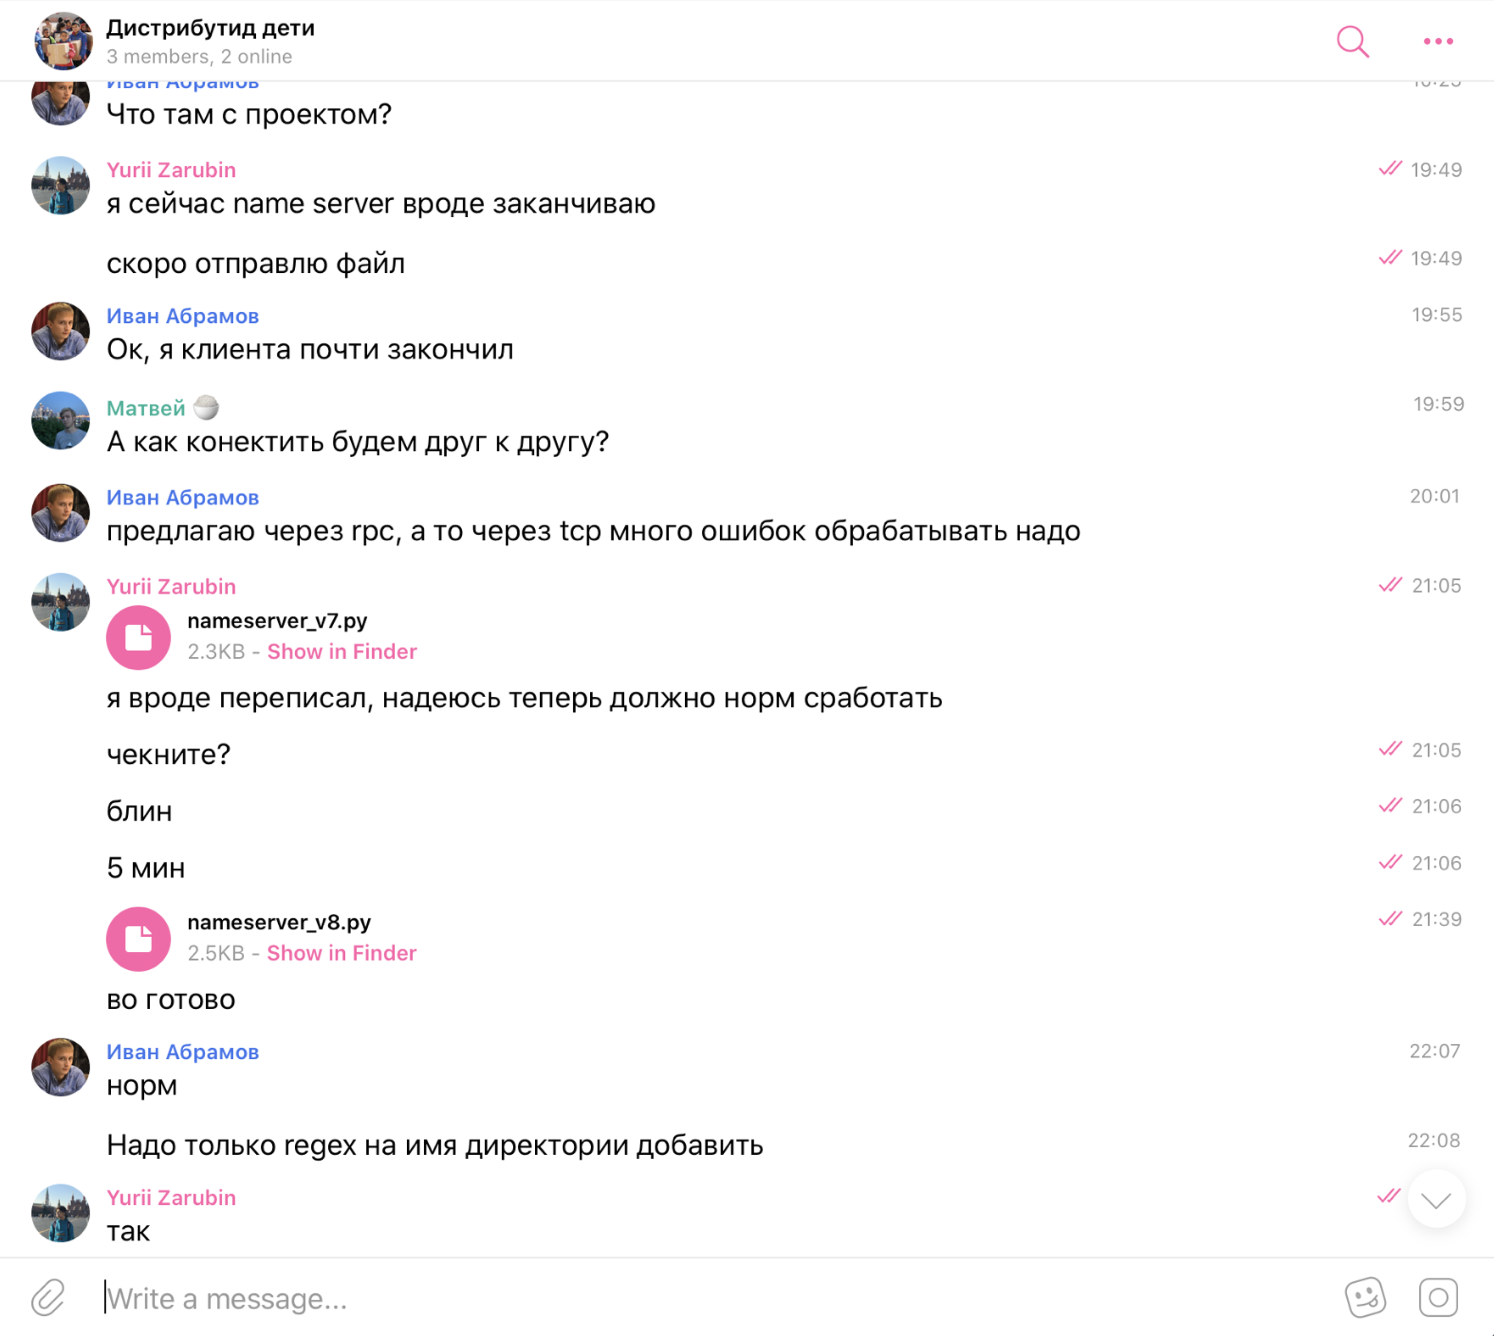 Дистрибутид дети
3 members, 2 online
Иван Абрамов
Что там с проектом?
Yurii Zarubin 19:49
я сейчас name server вроде заканчиваю
скоро отправлю файл 19:49
Иван Абрамов 19:55
Ок, я клиента почти закончил
Матвей 🍚 19:59
А как конектить будем друг к другу?
Иван Абрамов 20:01
предлагаю через rpc, а то через tcp много ошибок обрабатывать надо
Yurii Zarubin 21:05
nameserver_v7.py
2.3KB - Show in Finder
я вроде переписал, надеюсь теперь должно норм сработать
чекните? 21:05
блин 21:06
5 мин 21:06
nameserver_v8.py 21:39
2.5KB - Show in Finder
во готово
Иван Абрамов 22:07
норм
Надо только regex на имя директории добавить 22:08
Yurii Zarubin
так
Write a message...